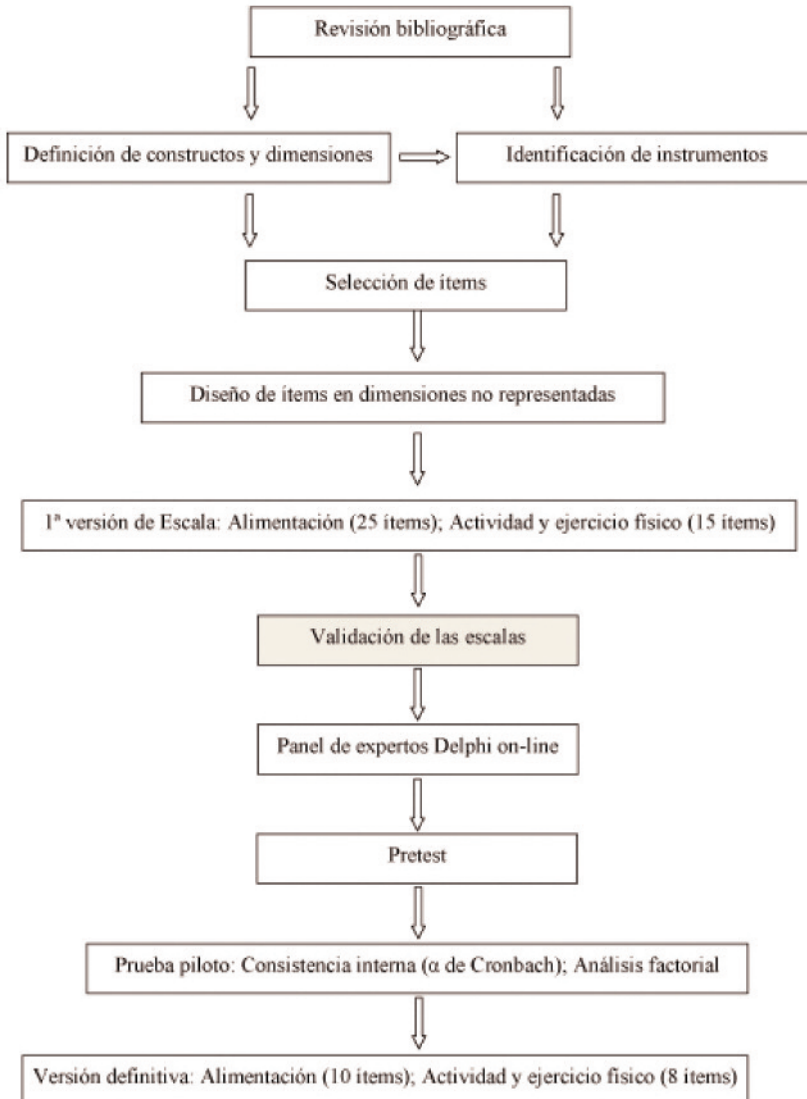 Revisión bibliográfica
Definición de constructos y dimensiones
Identificación de instrumentos
Selección de ítems
Diseño de ítems en dimensiones no representadas
1ª versión de Escala: Alimentación (25 ítems); Actividad y ejercicio físico (15 ítems)
Validación de las escalas
Panel de expertos Delphi on-line
Pretest
Prueba piloto: Consistencia interna (α de Cronbach); Análisis factorial
Versión definitiva: Alimentación (10 ítems); Actividad y ejercicio físico (8 ítems)